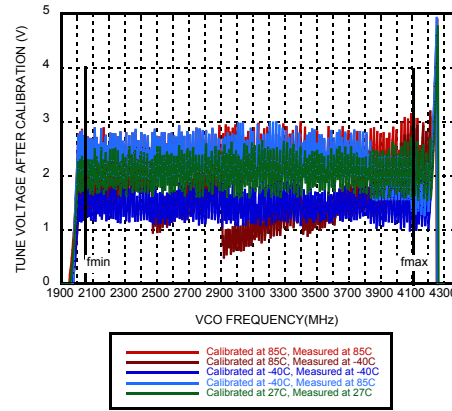 TUNE VOLTAGE AFTER CALIBRATION (V)
5
4
3
2
1
0
fmin
fmax
1900 2100 2300 2500 2700 2900 3100 3300 3500 3700 3900 4100 4300
VCO FREQUENCY(MHz)
Calibrated at 85C, Measured at 85C
Calibrated at 85C, Measured at -40C
Calibrated at -40C, Measured at -40C
Calibrated at -40C, Measured at 85C
Calibrated at 27C, Measured at 27C